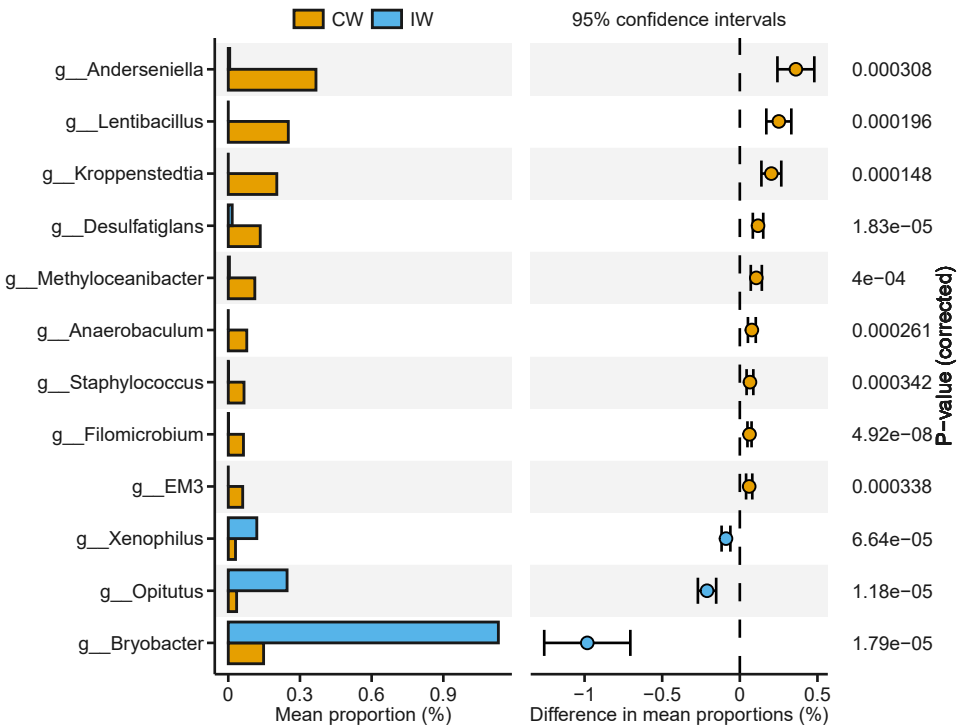 CW IW 95% confidence intervals
g__Anderseniella 0.000308
g__Lentibacillus 0.000196
g__Kroppenstedtia 0.000148
g__Desulfatiglans 1.83e−05
g__Methyloceanibacter 4e−04
g__Anaerobaculum 0.000261
g__Staphylococcus 0.000342
g__Filomicrobium 4.92e−08
g__EM3 0.000338
g__Xenophilus 6.64e−05
g__Opitutus 1.18e−05
g__Bryobacter 1.79e−05
P−value (corrected)
0 0.3 0.6 0.9 −1 −0.5 0 0.5
Mean proportion (%) Difference in mean proportions (%)